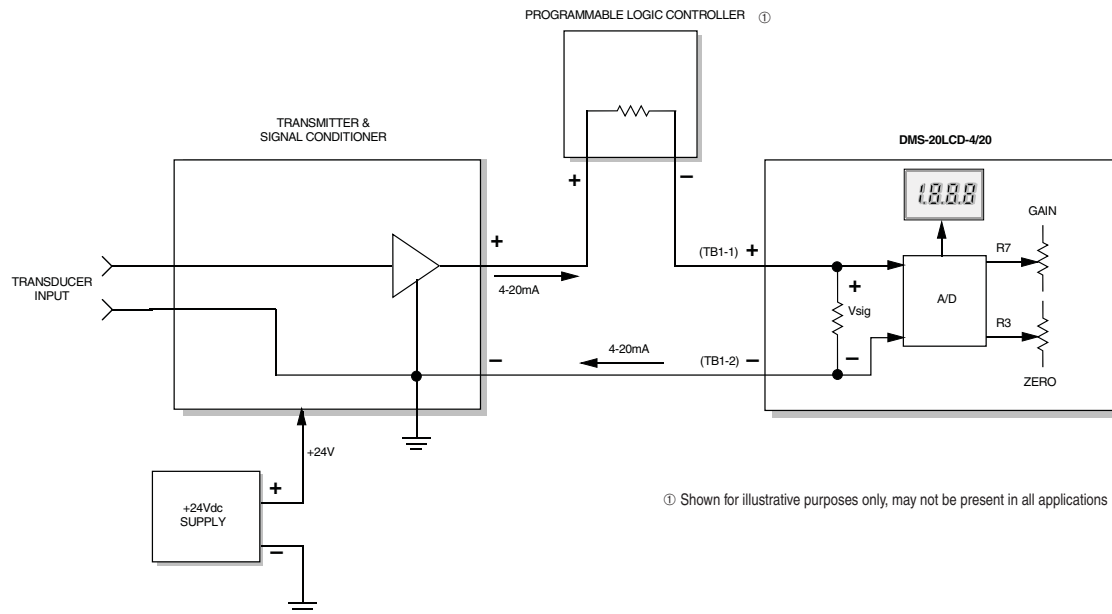 PROGRAMMABLE LOGIC CONTROLLER ①
TRANSMITTER &
SIGNAL CONDITIONER
DMS-20LCD-4/20
+
−
1.8.8.8
GAIN
+
(TB1-1) +
R7
TRANSDUCER
INPUT
4-20mA
+
Vsig
A/D
−
4-20mA
(TB1-2) −
−
R3
ZERO
+24V
+
+24Vdc
SUPPLY
−
① Shown for illustrative purposes only, may not be present in all applications